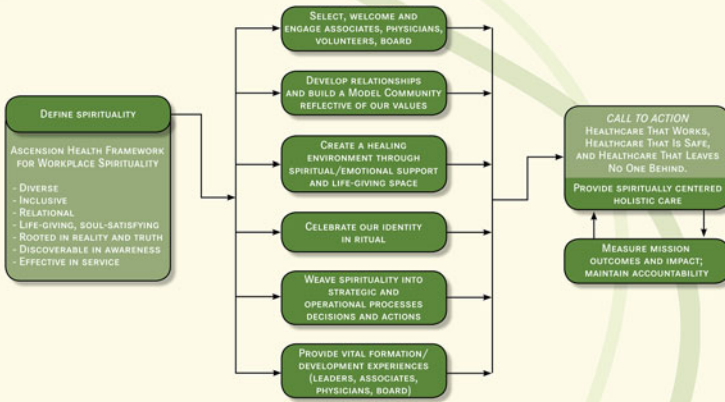 DEFINE SPIRITUALITY
ASCENSION HEALTH FRAMEWORK
FOR WORKPLACE SPIRITUALITY
- DIVERSE
- INCLUSIVE
- RELATIONAL
- LIFE-GIVING, SOUL-SATISFYING
- ROOTED IN REALITY AND TRUTH
- DISCOVERABLE IN AWARENESS
- EFFECTIVE IN SERVICE
SELECT, WELCOME AND
ENGAGE ASSOCIATES, PHYSICIANS,
VOLUNTEERS, BOARD
DEVELOP RELATIONSHIPS
AND BUILD A MODEL COMMUNITY
REFLECTIVE OF OUR VALUES
CREATE A HEALING
ENVIRONMENT THROUGH
SPIRITUAL/EMOTIONAL SUPPORT
AND LIFE-GIVING SPACE
CELEBRATE OUR IDENTITY
IN RITUAL
WEAVE SPIRITUALITY INTO
STRATEGIC AND
OPERATIONAL PROCESSES
DECISIONS AND ACTIONS
PROVIDE VITAL FORMATION/
DEVELOPMENT EXPERIENCES
(LEADERS, ASSOCIATES,
PHYSICIANS, BOARD)
CALL TO ACTION
HEALTHCARE THAT WORKS,
HEALTHCARE THAT IS SAFE,
AND HEALTHCARE THAT LEAVES
NO ONE BEHIND.
PROVIDE SPIRITUALLY CENTERED
HOLISTIC CARE
MEASURE MISSION
OUTCOMES AND IMPACT;
MAINTAIN ACCOUNTABILITY